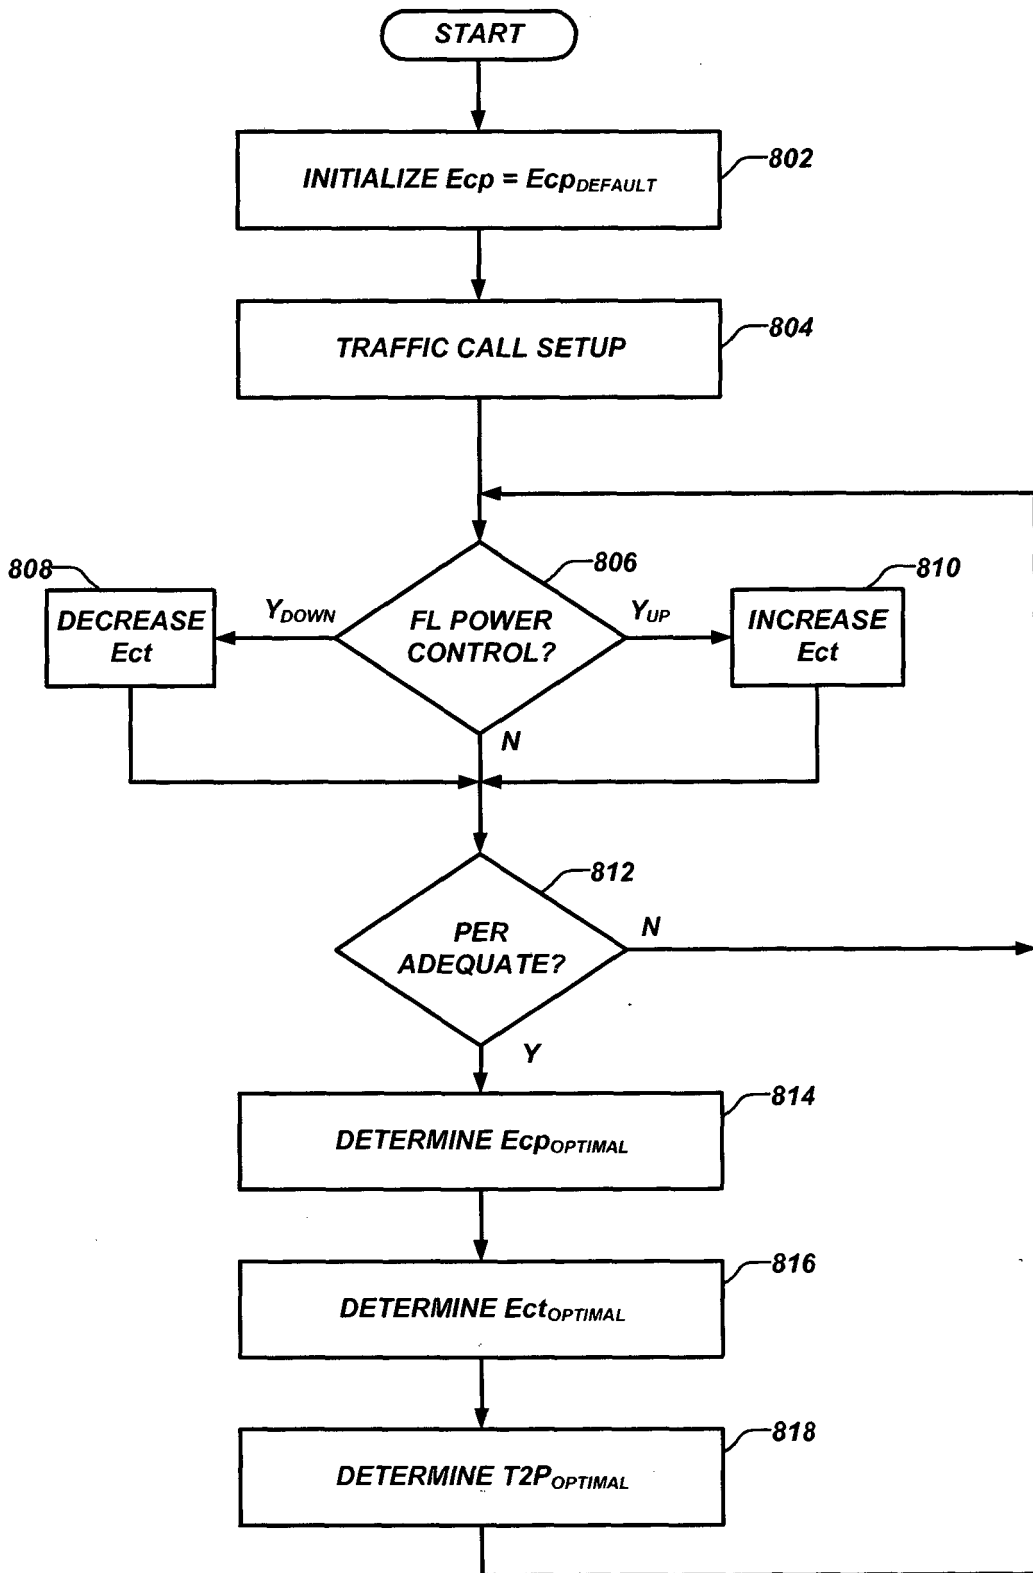 START
802
INITIALIZE Ecp = EcpDEFAULT
804
TRAFFIC CALL SETUP
806
808
810
YDOWN
YUP
DECREASE
Ect
FL POWER
CONTROL?
INCREASE
Ect
N
812
PER
ADEQUATE?
N
Y
814
DETERMINE EcpOPTIMAL
816
DETERMINE EctOPTIMAL
818
DETERMINE T2POPTIMAL